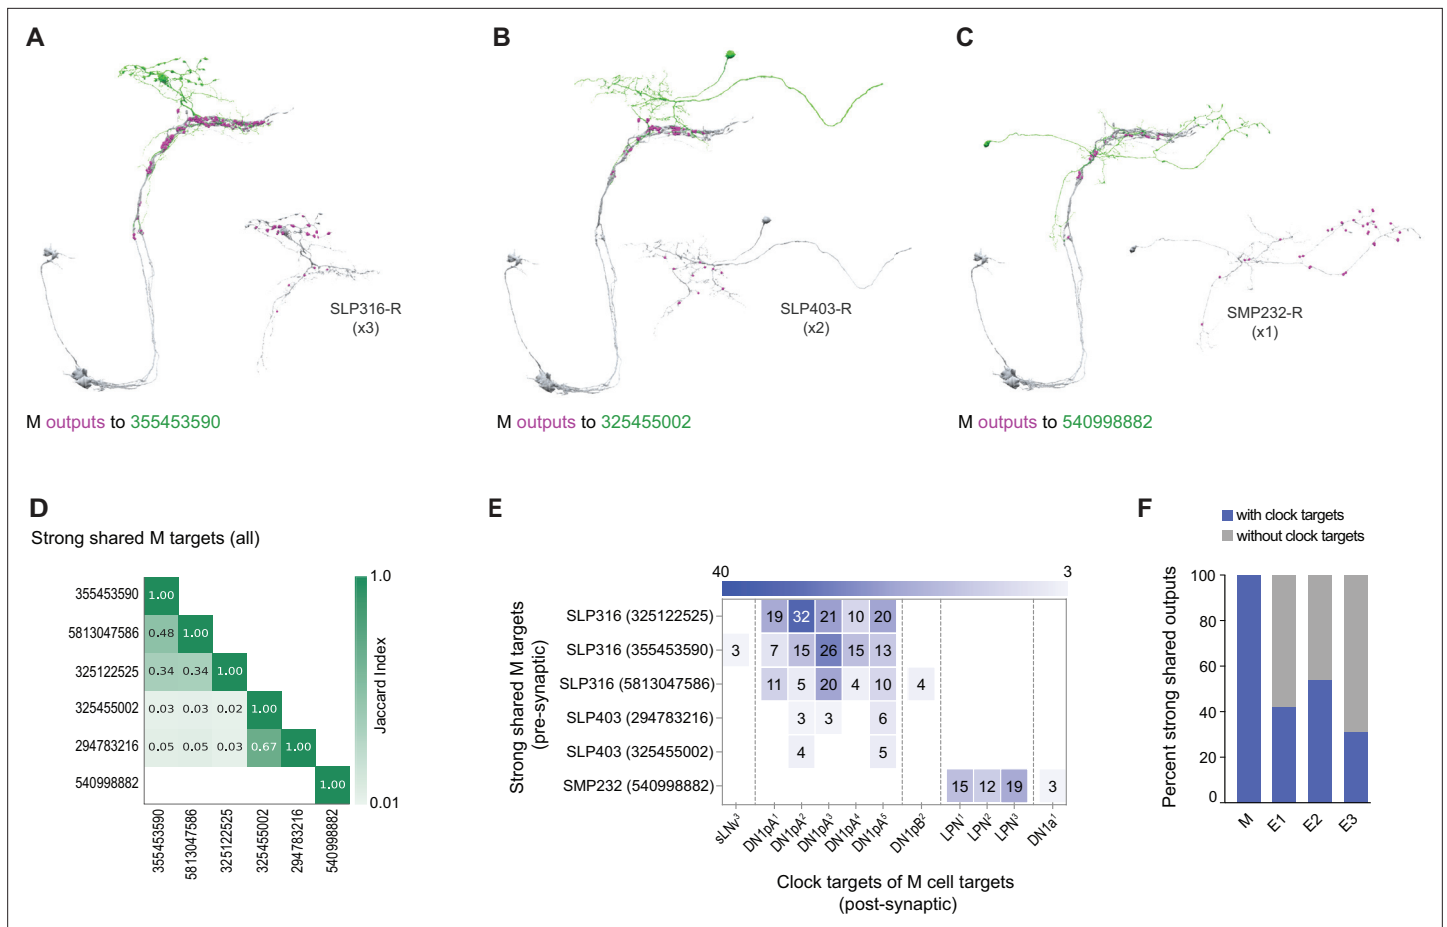 A
B
C
SLP316-R
(x3)
SLP403-R
(x2)
SMP232-R
(x1)
M outputs to 355453590
M outputs to 325455002
M outputs to 540998882
D
Strong shared M targets (all)
355453590
5813047586
325122525
325455002
294783216
540998882
1.00
0.48 1.00
0.34 0.34 1.00
0.03 0.03 0.02 1.00
0.05 0.05 0.03 0.67 1.00
1.00
355453590
5813047586
325122525
325455002
294783216
540998882
1.0
Jaccard Index
0.01
E
40
3
Strong shared M targets
(pre-synaptic)
SLP316 (325122525) 19 32 21 10 20
SLP316 (355453590) 3 7 15 26 15 13
SLP316 (5813047586) 11 5 20 4 10 4
SLP403 (294783216) 3 3 6
SLP403 (325455002) 4 5
SMP232 (540998882) 15 12 19 3
sLNv³
DN1pA¹
DN1pA²
DN1pA³
DN1pA⁴
DN1pA⁵
DN1pB²
LPN¹
LPN²
LPN³
DN1a¹
Clock targets of M cell targets
(post-synaptic)
F
with clock targets
without clock targets
Percent strong shared outputs
100
80
60
40
20
0
M
E1
E2
E3